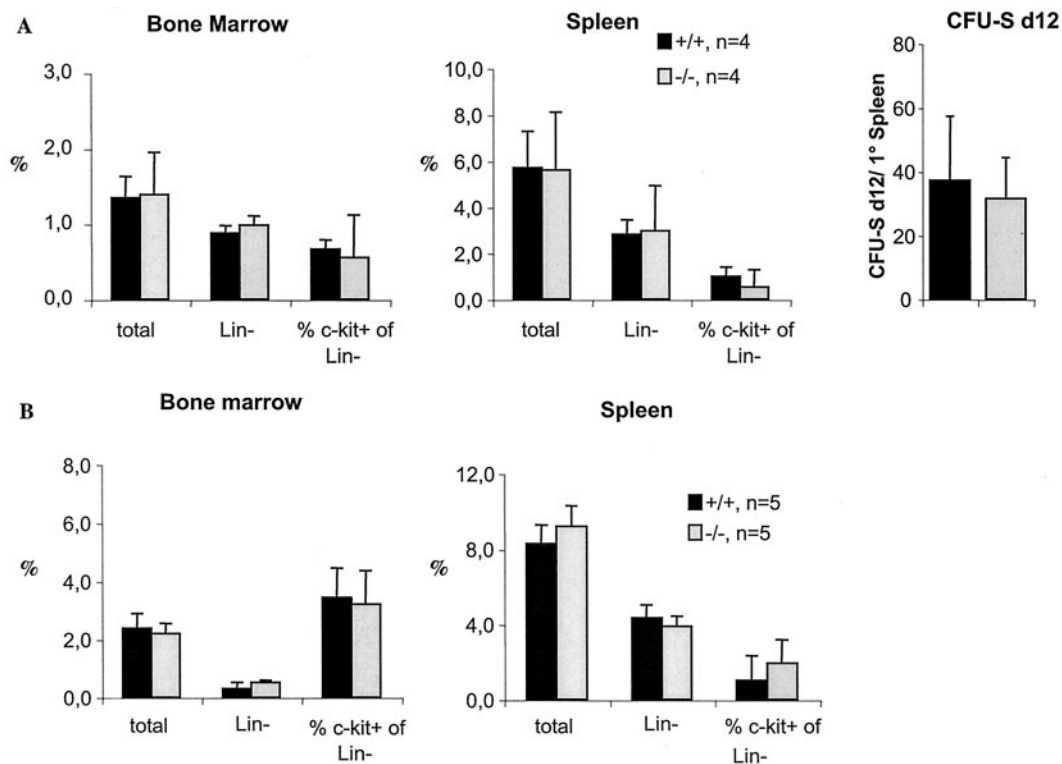 A
Bone Marrow
3,0
2,0
1,0
0,0
%
total
Lin-
% c-kit+ of
Lin-
Spleen
+/+, n=4
-/-, n=4
10,0
8,0
6,0
4,0
2,0
0,0
%
total
Lin-
% c-kit+ of
Lin-
CFU-S d12
CFU-S d12/ 1° Spleen
80
60
40
20
0
B
Bone marrow
8,0
6,0
4,0
2,0
0,0
%
total
Lin-
% c-kit+ of
Lin-
Spleen
+/+, n=5
-/-, n=5
12,0
8,0
4,0
0,0
%
total
Lin-
% c-kit+ of
Lin-